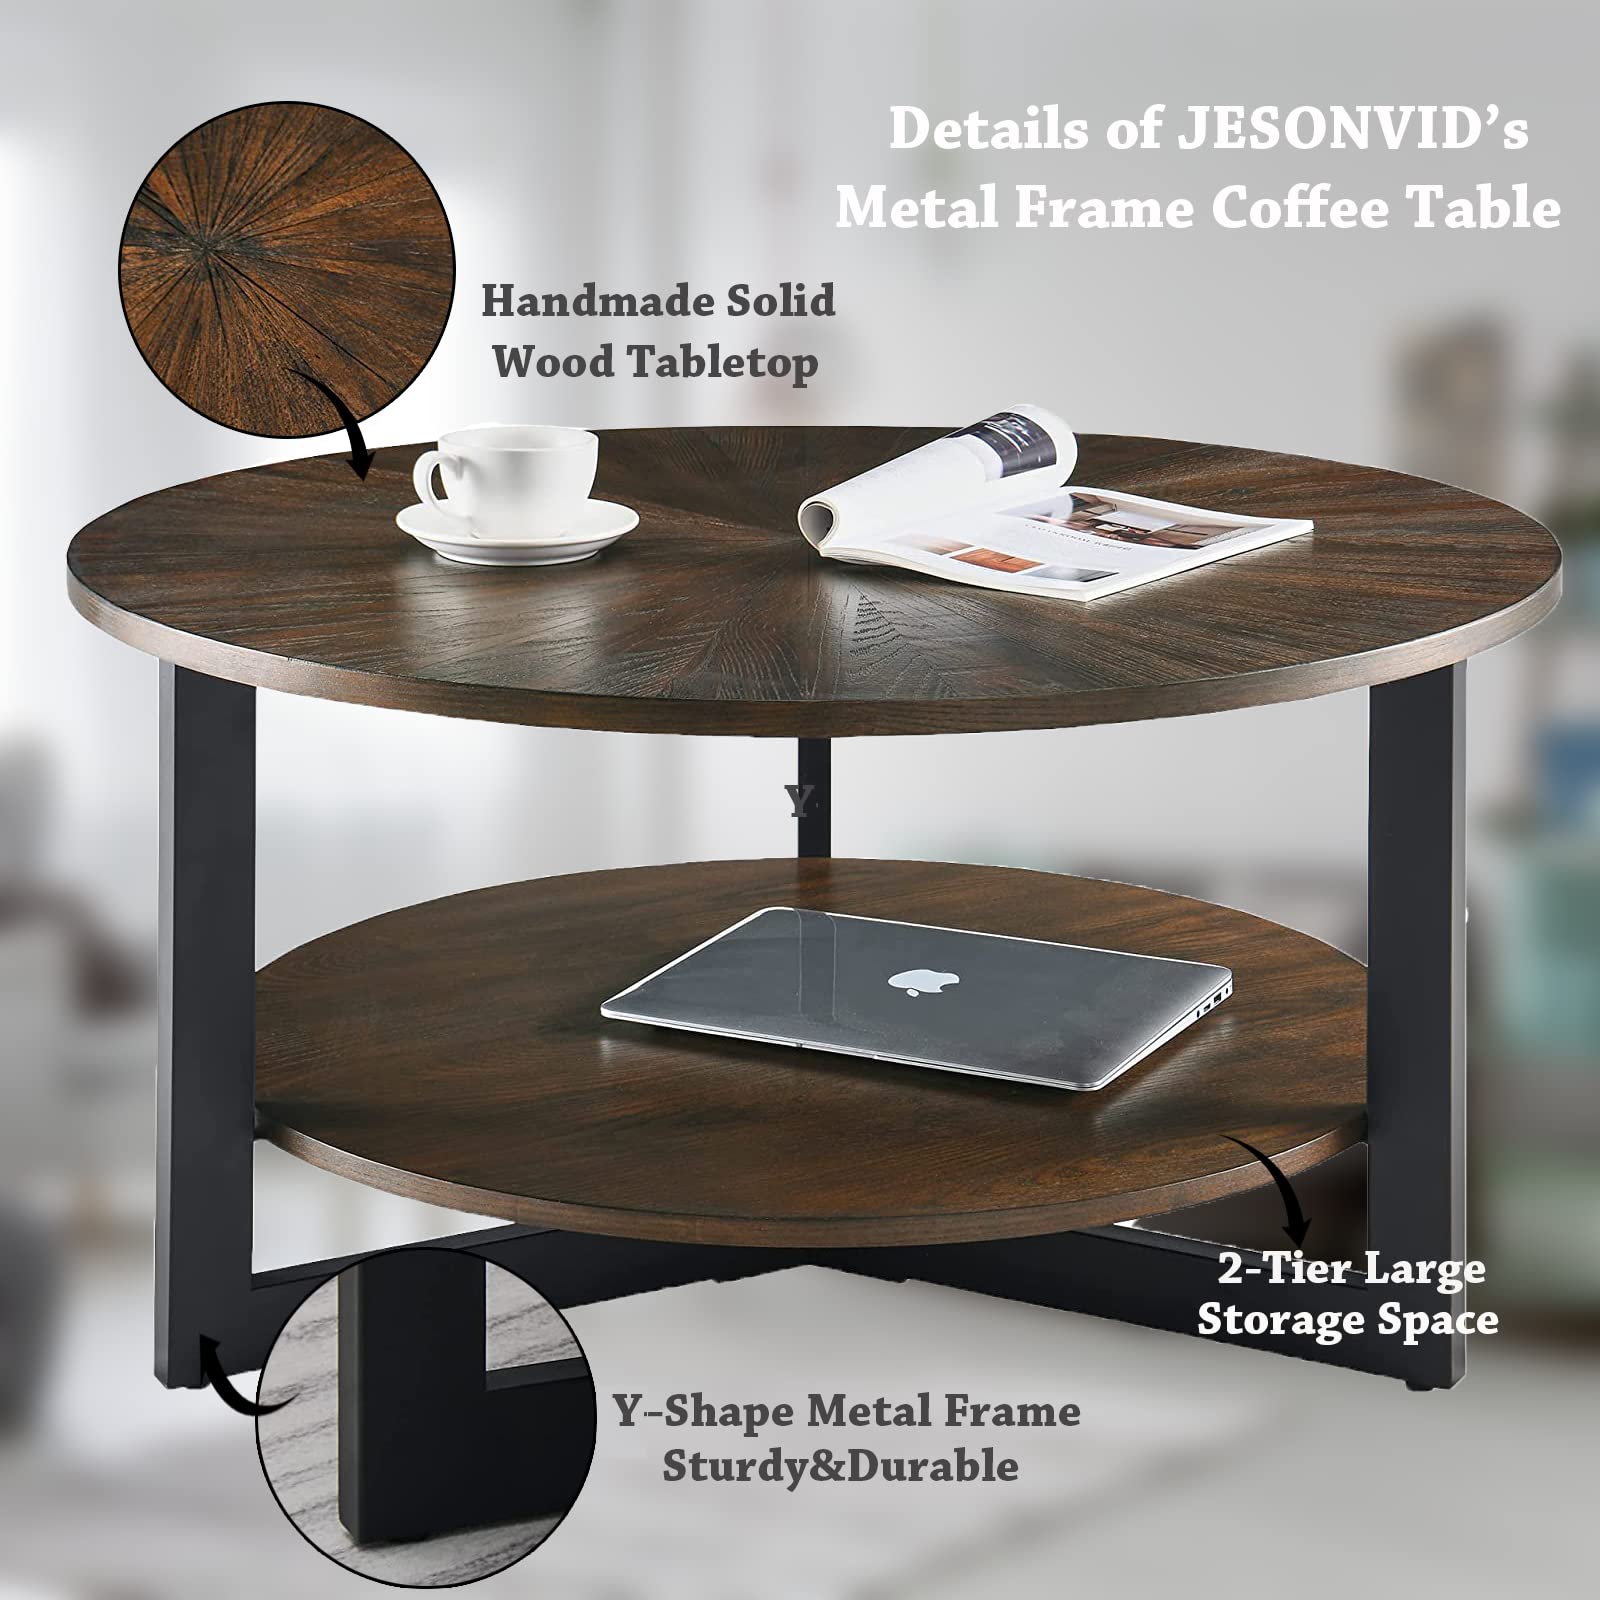 Details of JESONVID’s
Metal Frame Coffee Table
Handmade Solid
Wood Tabletop
Y
2-Tier Large
Storage Space
Y-Shape Metal Frame
Sturdy&Durable